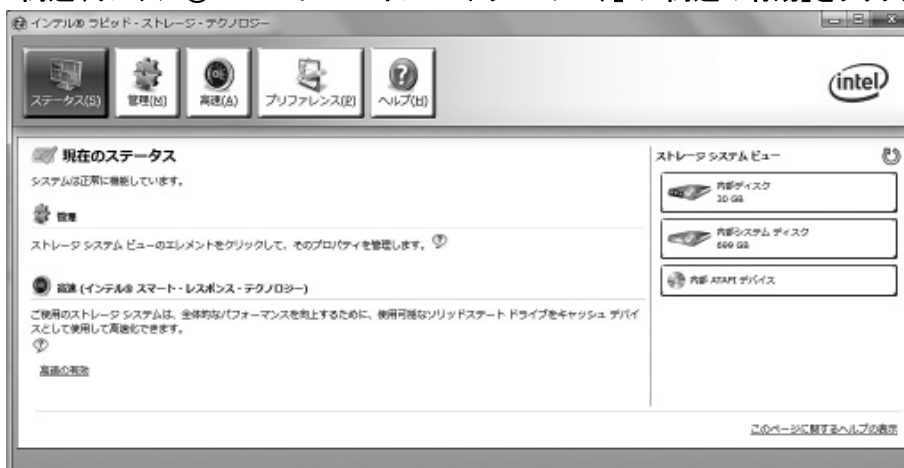 インテル® ラピッド・ストレージ・テクノロジー
ステータス(S)
管理(M)
高速(A)
プリファレンス(P)
ヘルプ(H)
intel
現在のステータス
システムは正常に機能しています。
管理
ストレージ システム ビューのエレメントをクリックして、そのプロパティを管理します。
高速 (インテル® スマート・レスポンス・テクノロジー)
ご使用のストレージ システムは、全体的なパフォーマンスを向上するために、使用可能なソリッドステート ドライブをキャッシュ デバイ
スとして使用して高速化できます。
高速の有効
ストレージ システム ビュー
内部ディスク
30 GB
内部システム ディスク
699 GB
内部 ATAPI デバイス
このページに関するヘルプの表示